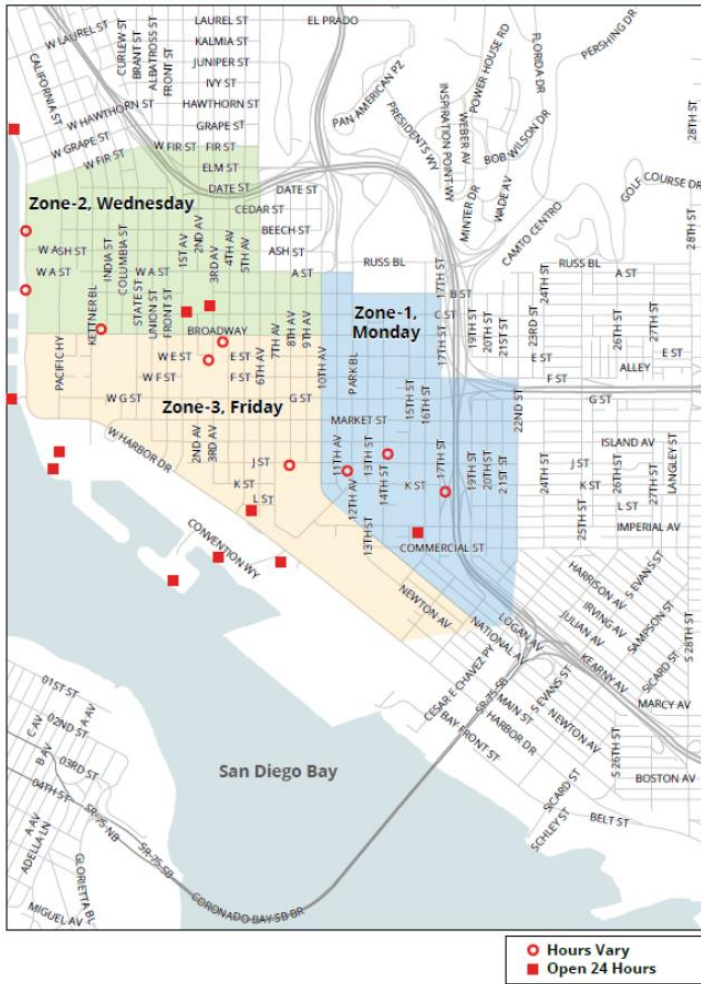 LAUREL ST
EL PRADO
W LAUREL ST
KALMIA ST
JUNIPER ST
IVY ST
HAWTHORN ST
GRAPE ST
CALIFORNIA ST
CURLEW ST
BRANT ST
ALBATROSS ST
FRONT ST
W HAWTHORN ST
W GRAPE ST
W FIR ST
W FIR ST
FIR ST
ELM ST
DATE ST
DATE ST
CEDAR ST
BEECH ST
ASH ST
PAN AMERICAN PZ
PRESIDENTS WY
INSPIRATION POINT WY
POWER HOUSE RD
WEBER AV
BOB WILSON DR
FLORIDA DR
PERSHING DR
28TH ST
MINTER DR
WADE AV
GOLF COURSE DR
CAMTO CENTRO
28TH ST
Zone-2, Wednesday
W ASH ST
W A ST
INDIA ST
COLUMBIA ST
W A ST
STATE ST
UNION ST
FRONT ST
1ST AV
2ND AV
3RD AV
4TH AV
5TH AV
A ST
RUSS BL
RUSS BL
A ST
17TH ST
B ST
C ST
24TH ST
KETTNER BL
PACIFIC HY
BROADWAY
W E ST
E ST
W F ST
F ST
W G ST
G ST
6TH AV
7TH AV
8TH AV
9TH AV
10TH AV
PARK BL
Zone-1,
Monday
17TH ST
19TH ST
20TH ST
21ST ST
23RD ST
26TH ST
27TH ST
E ST
E ST
ALLEY
F ST
G ST
Zone-3, Friday
MARKET ST
15TH ST
16TH ST
22ND ST
ISLAND AV
W HARBOR DR
2ND AV
3RD AV
J ST
K ST
L ST
11TH AV
12TH AV
13TH ST
14TH ST
K ST
17TH ST
19TH ST
20TH ST
21ST ST
24TH ST
J ST
K ST
L ST
25TH ST
26TH ST
27TH ST
LANGLEY ST
IMPERIAL AV
CONVENTION WY
13TH ST
COMMERCIAL ST
NEWTON AV
NATIONAL AV
LOGAN AV
HARRISON AV
JULIAN AV
IRVING AV
S EVANS ST
SAMPSON ST
KEARNY AV
SICARD ST
S 28TH ST
MARCY AV
CESAR E CHAVEZ PY
BAY FRONT ST
SR-75-SB
MAIN ST
HARBOR DR
S EVANS ST
NEWTON AV
S 26TH ST
BOSTON AV
SICARD ST
SCHLEY ST
BELT ST
San Diego Bay
01ST ST
02ND ST
03RD ST
04TH ST
A AV
B AV
C AV
A AV
ADELLA LN
GLORIETTA BL
MIGUEL AV
SR-75-NB
SR-75-SB
CORONADO BAY SB BR
Hours Vary
Open 24 Hours